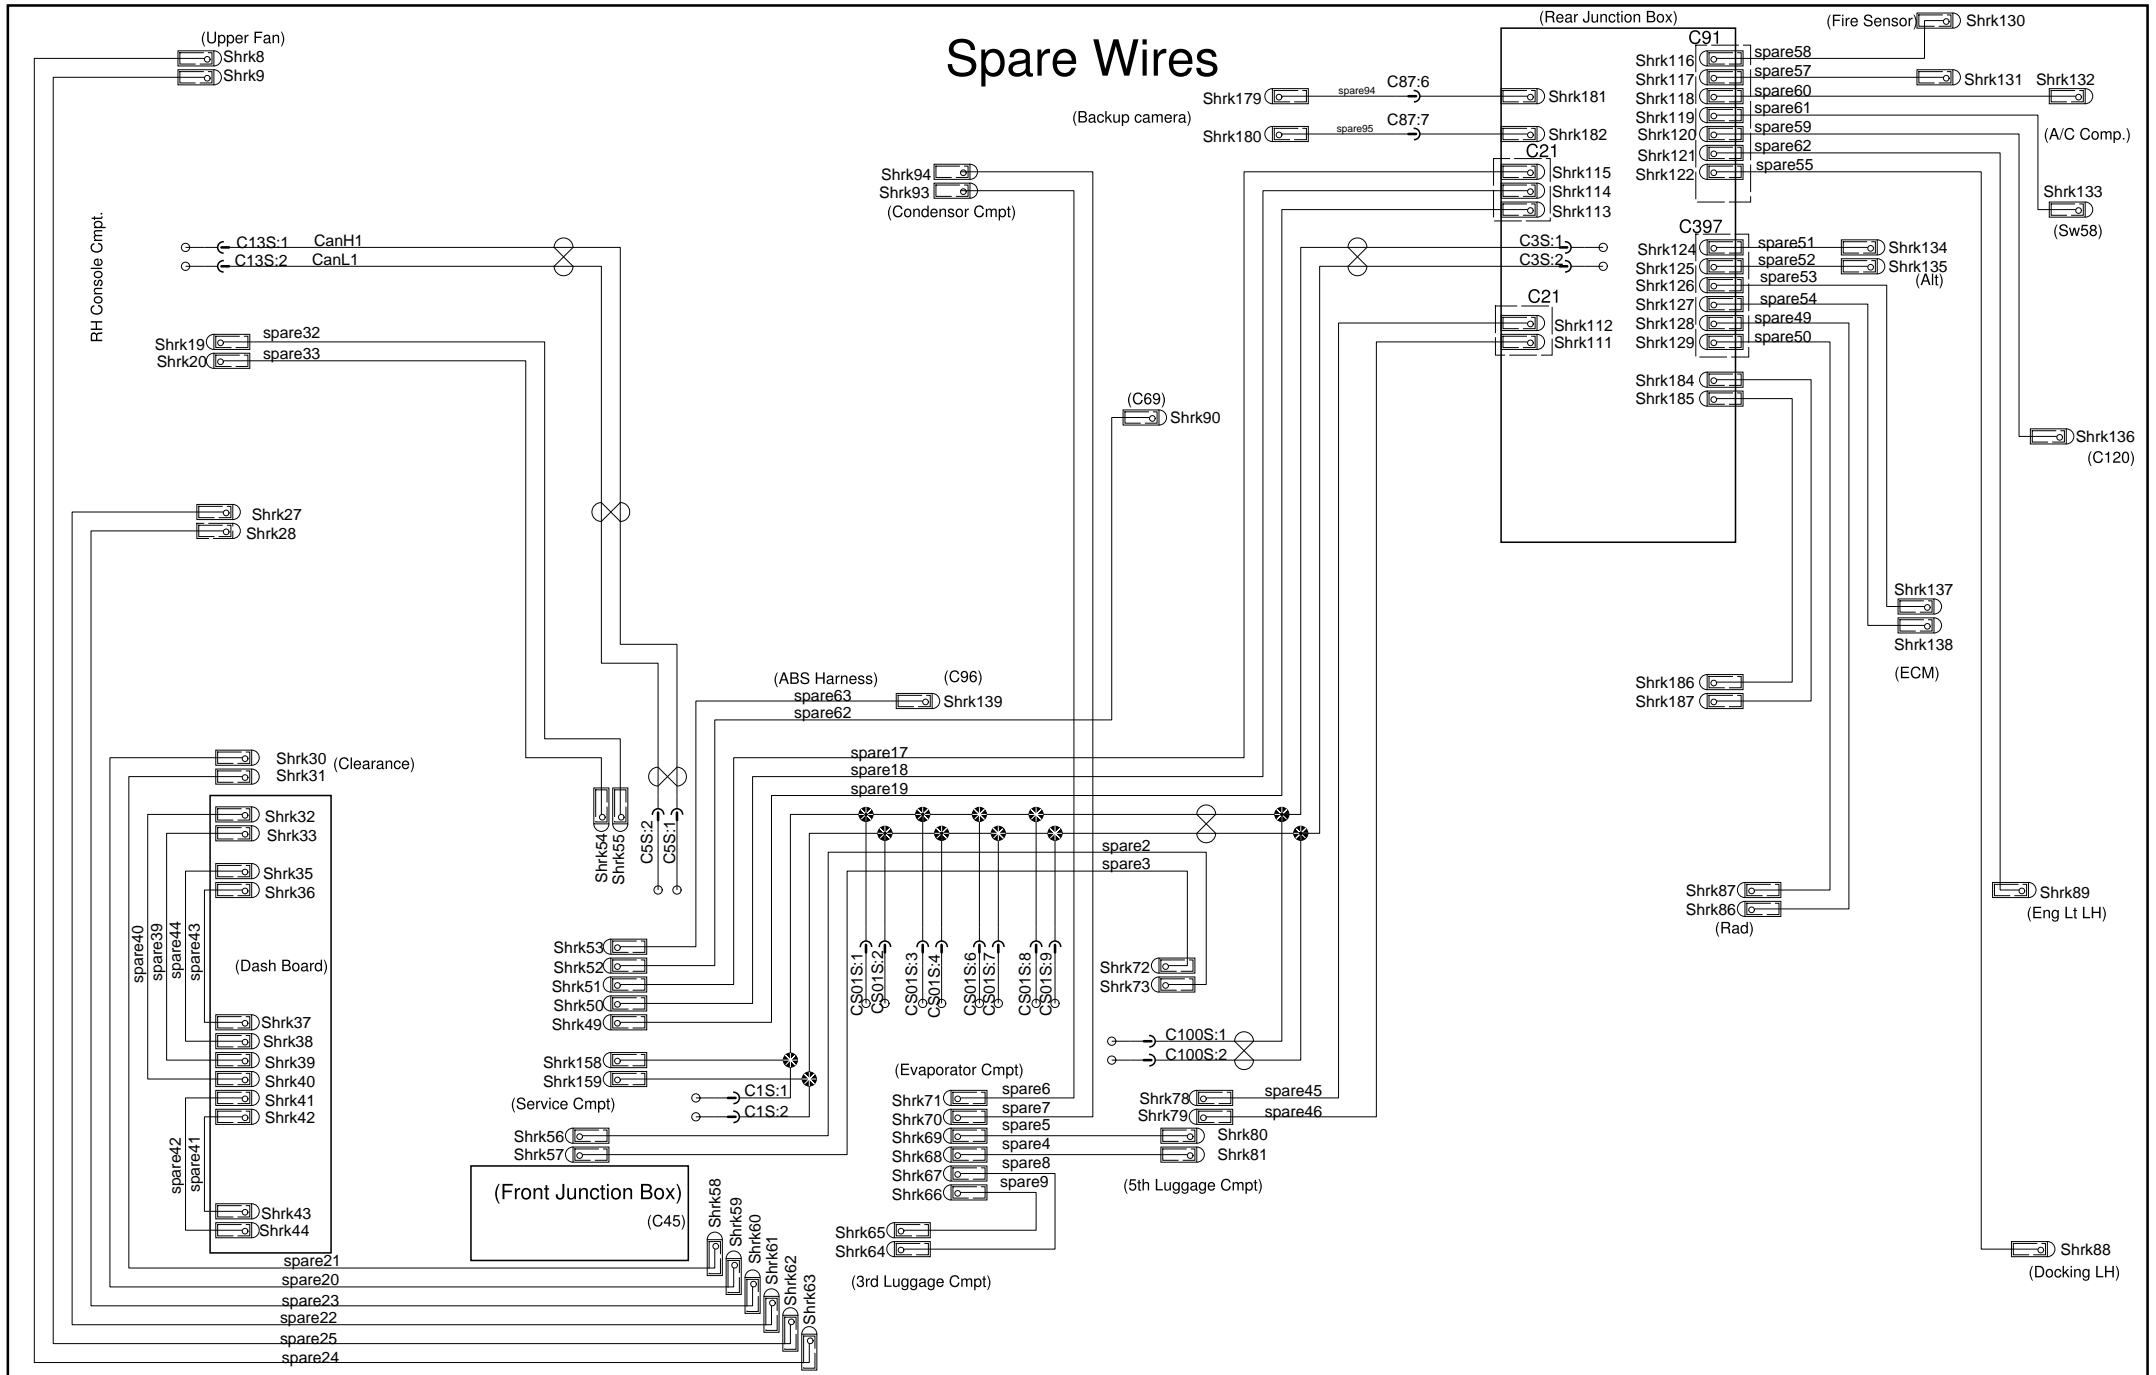 Spare Wires
(Upper Fan)
Shrk8
Shrk9
RH Console Cmpt.
C13S:1 CanH1
C13S:2 CanL1
Shrk19 spare32
Shrk20 spare33
Shrk27
Shrk28
Shrk30 (Clearance)
Shrk31
Shrk32
Shrk33
Shrk35
Shrk36
spare40
spare39
spare44
spare43
(Dash Board)
Shrk37
Shrk38
Shrk39
Shrk40
Shrk41
Shrk42
spare42
spare41
Shrk43
Shrk44
spare21
spare20
spare23
spare22
spare25
spare24
Shrk54
Shrk55
C5S:2
C5S:1
Shrk53
Shrk52
Shrk51
Shrk50
Shrk49
Shrk158
Shrk159
(Service Cmpt)
C1S:1
C1S:2
Shrk56
Shrk57
(Front Junction Box)
(C45)
Shrk58
Shrk59
Shrk60
Shrk61
Shrk62
Shrk63
Shrk94
Shrk93
(Condensor Cmpt)
(C69)
Shrk90
(ABS Harness)
(C96)
spare63
Shrk139
spare62
spare17
spare18
spare19
spare2
spare3
CS01S:1
CS01S:2
CS01S:3
CS01S:4
CS01S:6
CS01S:7
CS01S:8
CS01S:9
Shrk72
Shrk73
C100S:1
C100S:2
(Evaporator Cmpt)
Shrk71 spare6
Shrk70 spare7
Shrk69 spare5
Shrk68 spare4
Shrk67 spare8
Shrk66 spare9
Shrk65
Shrk64
(3rd Luggage Cmpt)
Shrk78 spare45
Shrk79 spare46
Shrk80
Shrk81
(5th Luggage Cmpt)
(Rear Junction Box)
Shrk179 spare94 C87:6 Shrk181
(Backup camera)
Shrk180 spare95 C87:7 Shrk182
C21
Shrk115
Shrk114
Shrk113
C3S:1
C3S:2
C21
Shrk112
Shrk111
C91
Shrk116 spare58
Shrk117 spare57
Shrk118 spare60
Shrk119 spare61
Shrk120 spare59
Shrk121 spare62
Shrk122 spare55
C397
Shrk124 spare51
Shrk125 spare52
Shrk126 spare53
Shrk127 spare54
Shrk128 spare49
Shrk129 spare50
Shrk184
Shrk185
Shrk186
Shrk187
(Fire Sensor) Shrk130
Shrk131 Shrk132
(A/C Comp.)
Shrk133
(Sw58)
Shrk134
Shrk135
(Alt)
Shrk136
(C120)
Shrk137
Shrk138
(ECM)
Shrk87
Shrk86
(Rad)
Shrk89
(Eng Lt LH)
Shrk88
(Docking LH)